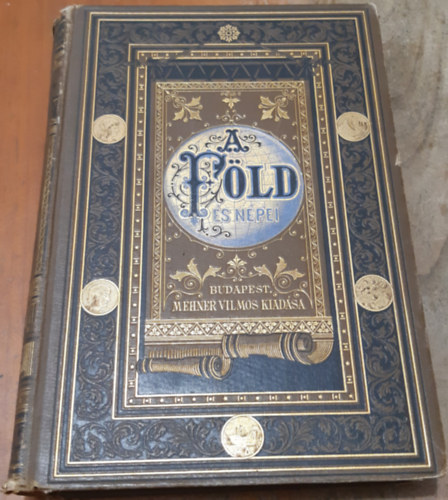 A
FÖLD
ÉS NÉPEI
BUDAPEST.
MEHNER VILMOS KIADÁSA